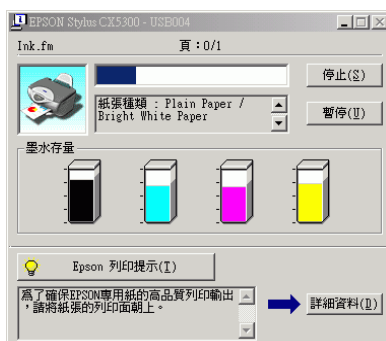 EPSON Stylus CX5300 - USB004
Ink.fm
頁:0/1
停止(S)
紙張種類 : Plain Paper /
Bright White Paper
暫停(U)
墨水存量
Epson 列印提示(T)
為了確保EPSON專用紙的高品質列印輸出
,請將紙張的列印面朝上。
詳細資料(D)